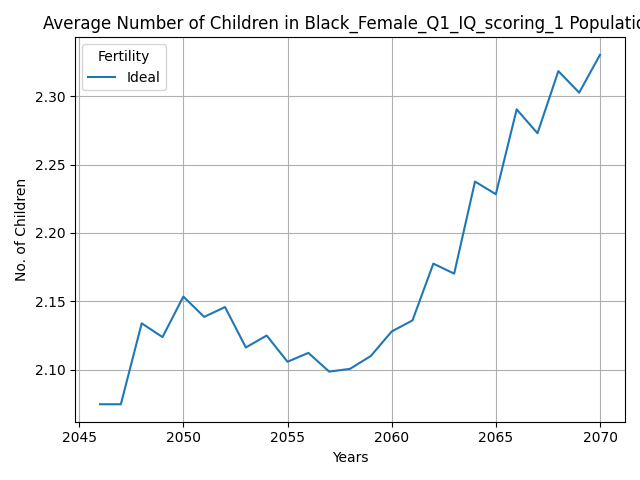 Average Number of Children in Black_Female_Q1_IQ_scoring_1 Populatio
Fertility
Ideal
2.30
2.25
2.20
2.15
2.10
No. of Children
2045 2050 2055 2060 2065 2070
Years